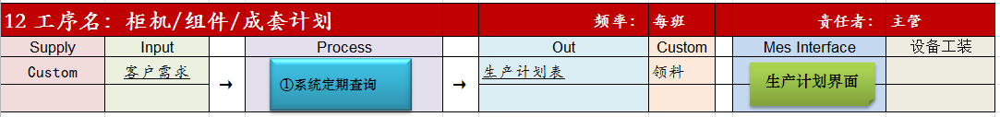 12 工序名: 柜机/组件/成套计划 频率: 每班 责任者: 主管
Supply Input Process Out Custom Mes Interface 设备工装
Custom 客户需求 → ①系统定期查询 → 生产计划表 领料 生产计划界面